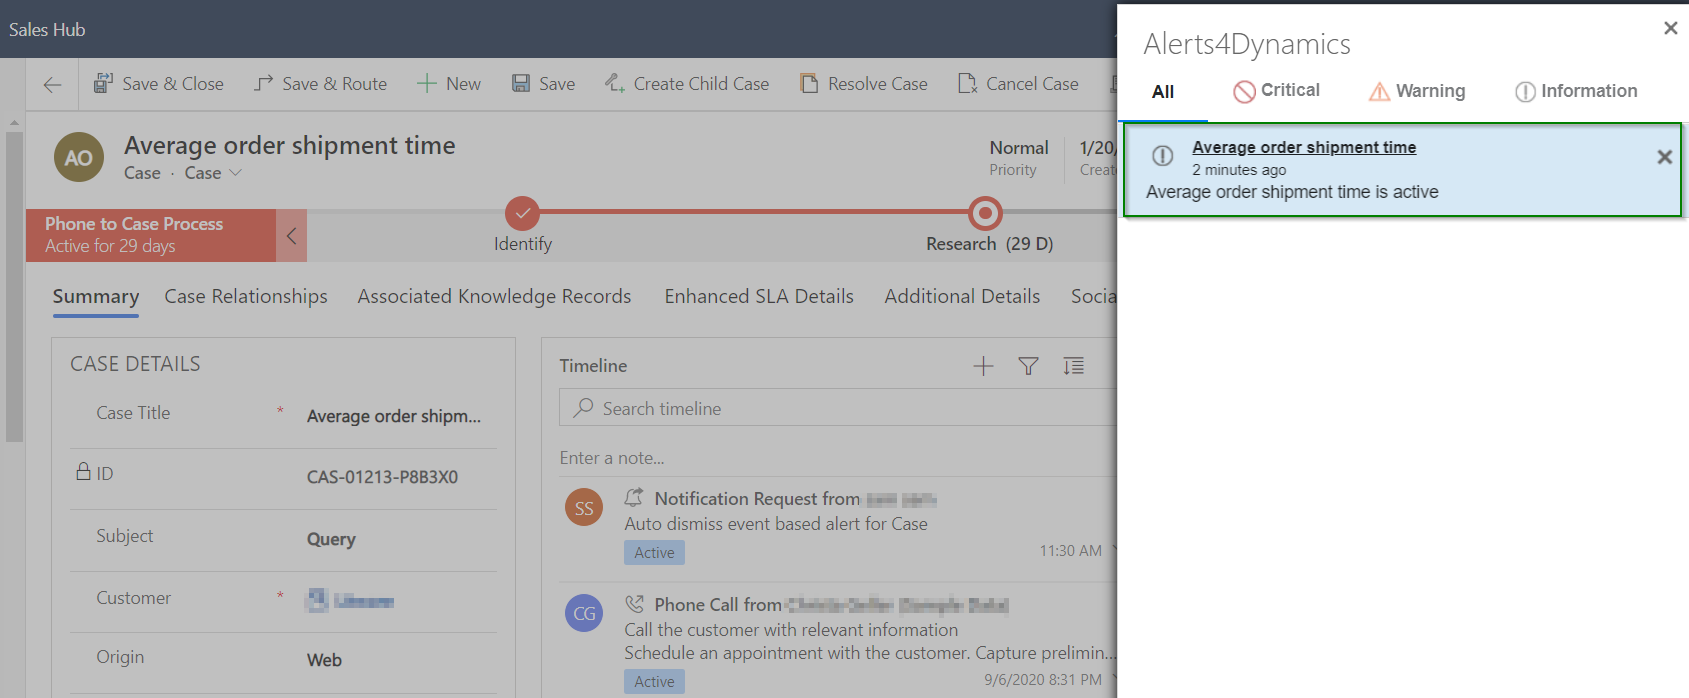 Sales Hub
Save & Close
Save & Route
New
Save
Create Child Case
Resolve Case
Cancel Case
AO
Average order shipment time
Case · Case
Normal
Priority
1/20/
Create
Phone to Case Process
Active for 29 days
Identify
Research (29 D)
Summary
Case Relationships
Associated Knowledge Records
Enhanced SLA Details
Additional Details
Socia
CASE DETAILS
Case Title
*
Average order shipm...
ID
CAS-01213-P8B3X0
Subject
Query
Customer
*
Origin
Web
Timeline
Search timeline
Enter a note...
SS
Notification Request from
Auto dismiss event based alert for Case
Active
11:30 AM
CG
Phone Call from
Call the customer with relevant information
Schedule an appointment with the customer. Capture prelimin...
Active
9/6/2020 8:31 PM
Alerts4Dynamics
All
Critical
Warning
Information
Average order shipment time
2 minutes ago
Average order shipment time is active